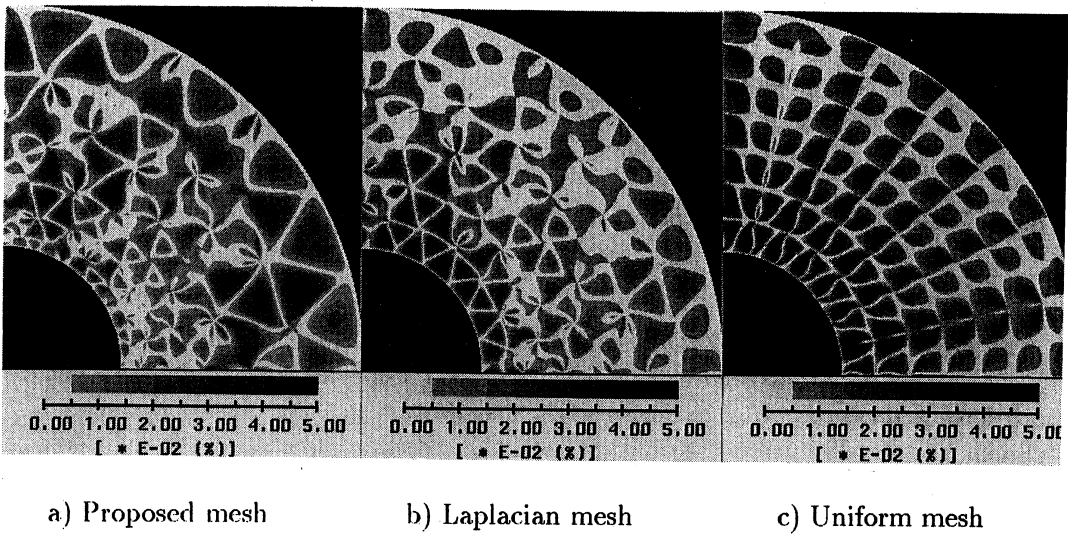 0.00 1.00 2.00 3.00 4.00 5.00
[ * E-02 (%)]
0.00 1.00 2.00 3.00 4.00 5.00
[ * E-02 (%)]
0.00 1.00 2.00 3.00 4.00 5.00
[ * E-02 (%)]
a) Proposed mesh
b) Laplacian mesh
c) Uniform mesh